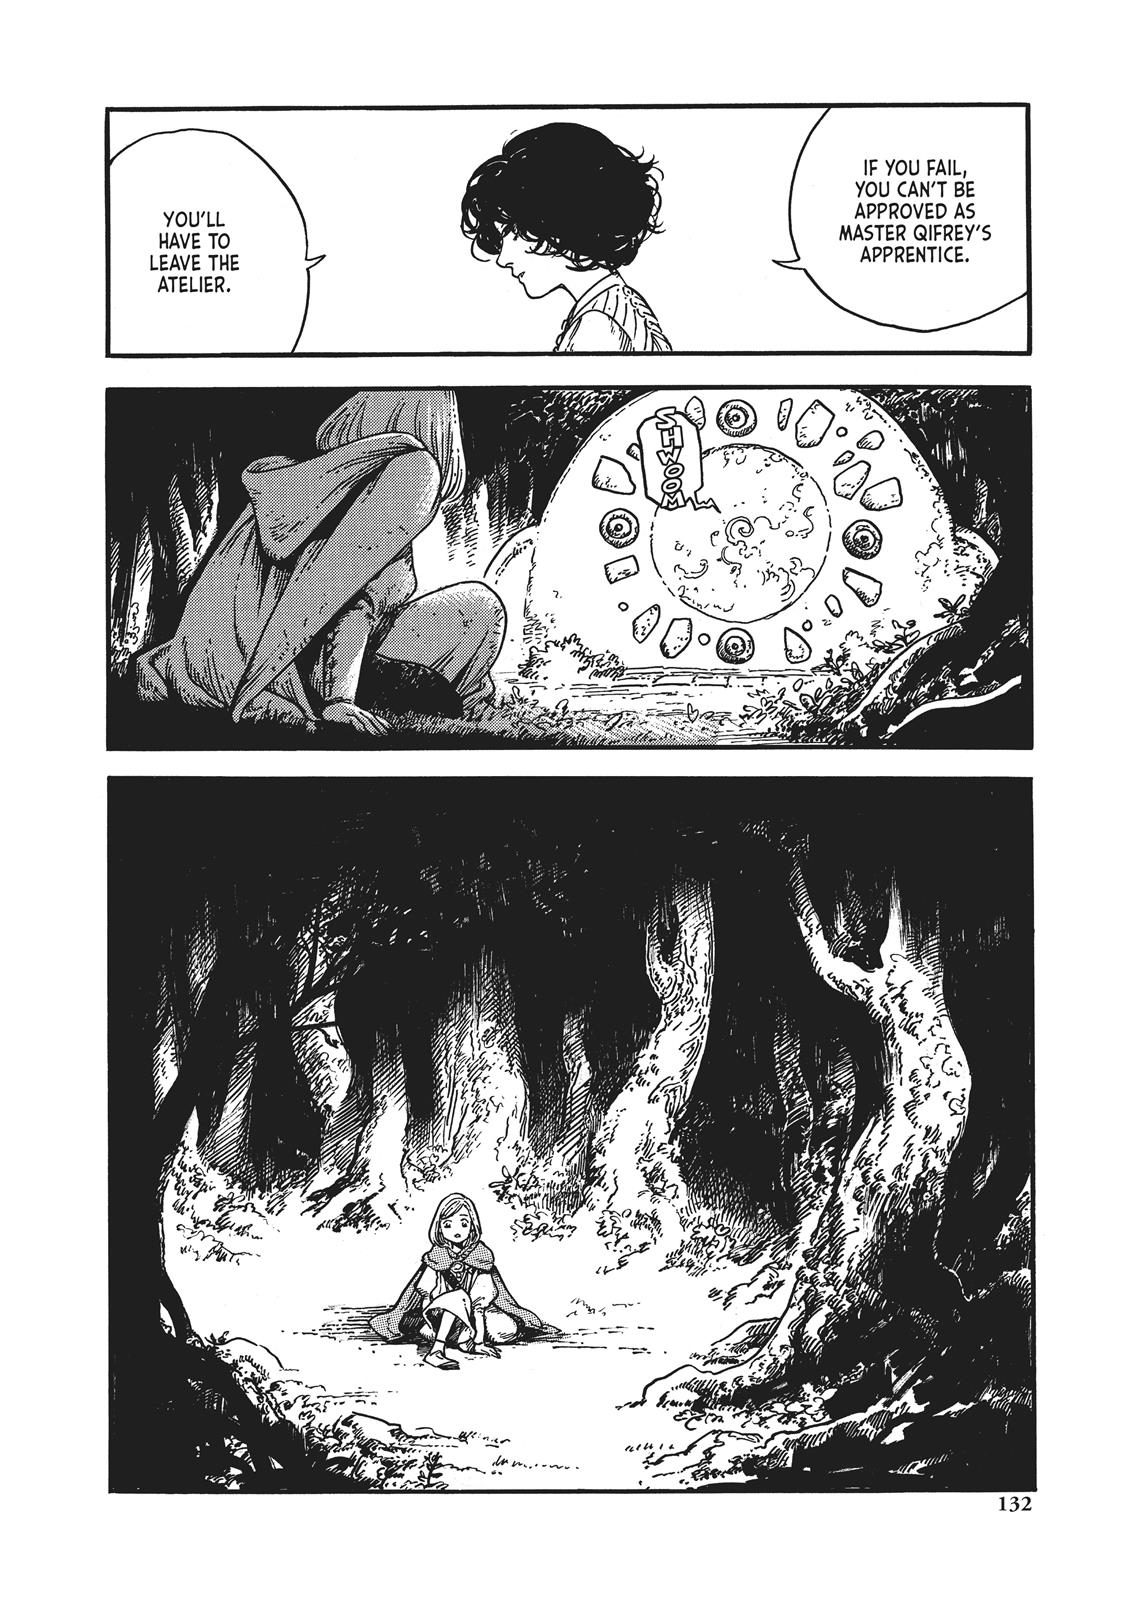 IF YOU FAIL,
YOU CAN'T BE
APPROVED AS
MASTER QIFREY'S
APPRENTICE.
YOU'LL
HAVE TO
LEAVE THE
ATELIER.
SHWOOM
132